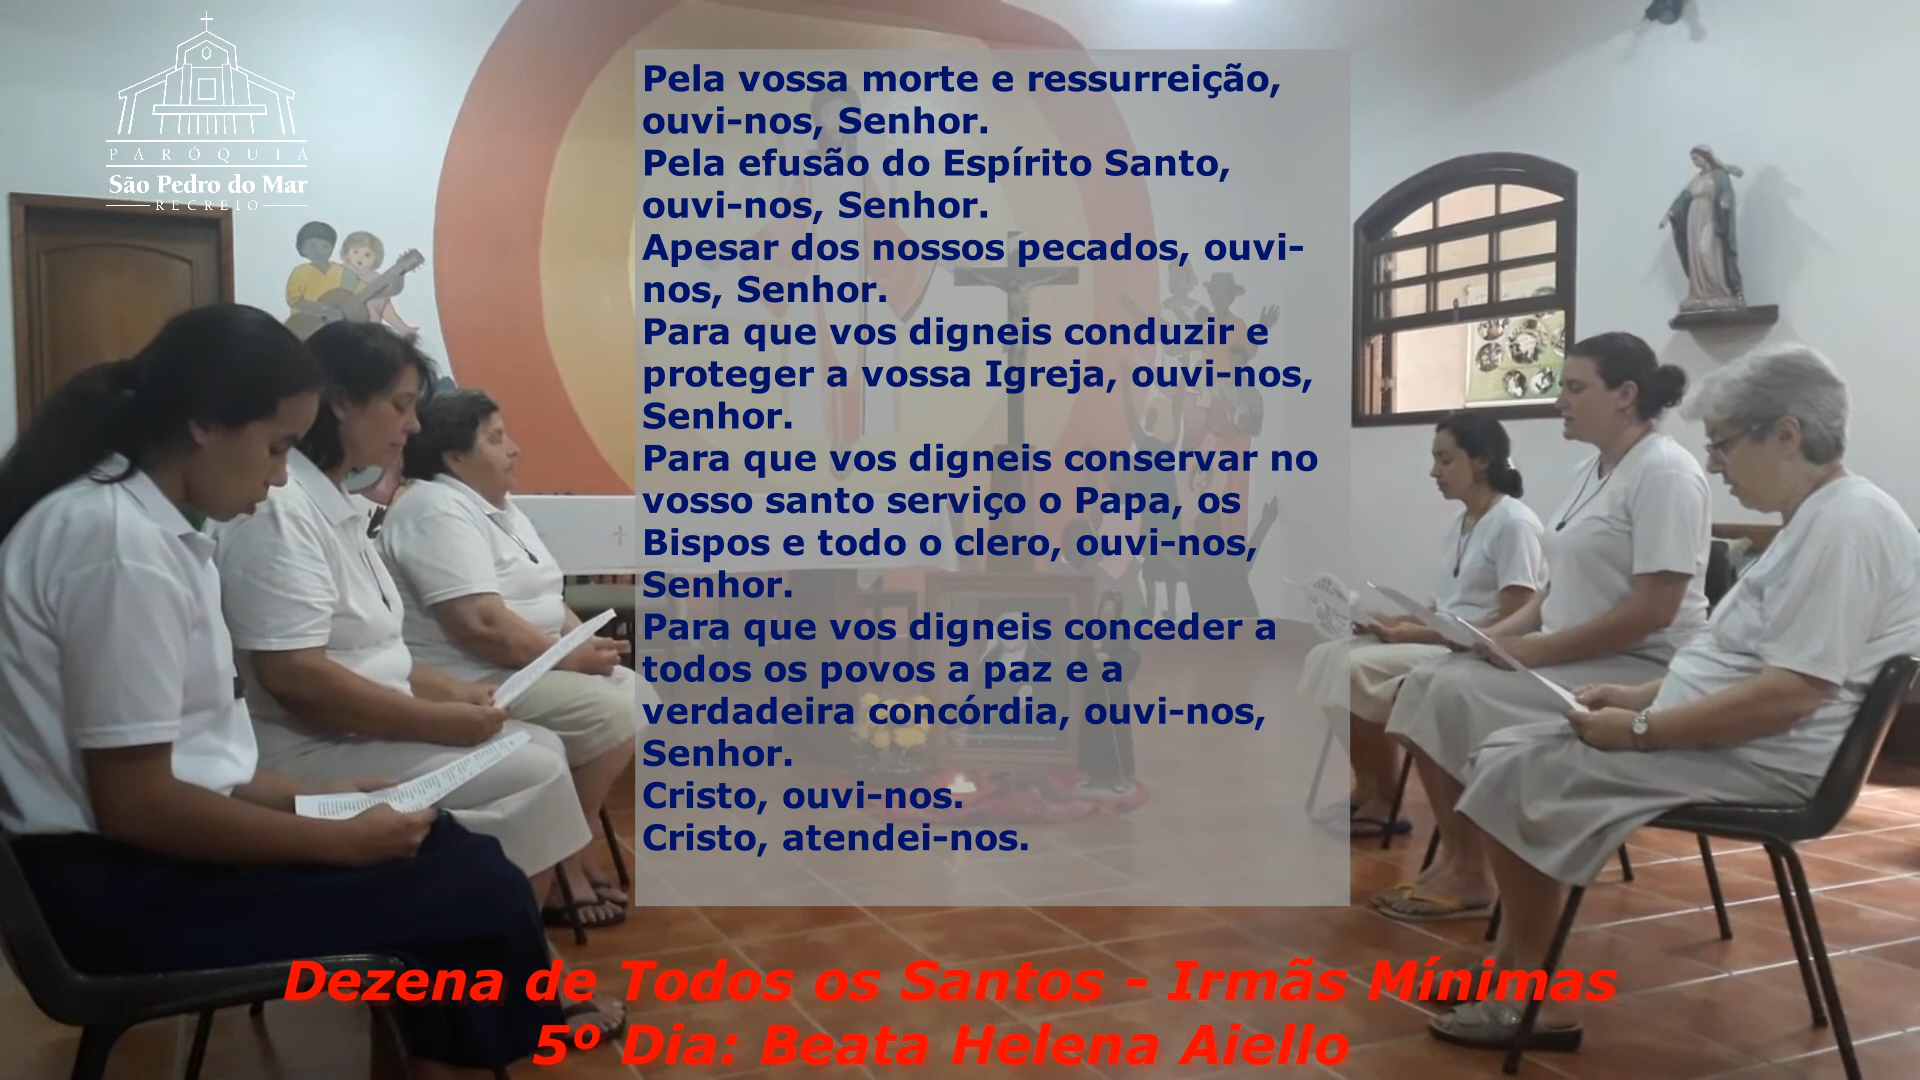 PARÓQUIA
São Pedro do Mar
RECREIO
Pela vossa morte e ressurreição,
ouvi-nos, Senhor.
Pela efusão do Espírito Santo,
ouvi-nos, Senhor.
Apesar dos nossos pecados, ouvi-
nos, Senhor.
Para que vos digneis conduzir e
proteger a vossa Igreja, ouvi-nos,
Senhor.
Para que vos digneis conservar no
vosso santo serviço o Papa, os
Bispos e todo o clero, ouvi-nos,
Senhor.
Para que vos digneis conceder a
todos os povos a paz e a
verdadeira concórdia, ouvi-nos,
Senhor.
Cristo, ouvi-nos.
Cristo, atendei-nos.
Dezena de Todos os Santos - Irmãs Mínimas
5º Dia: Beata Helena Aiello